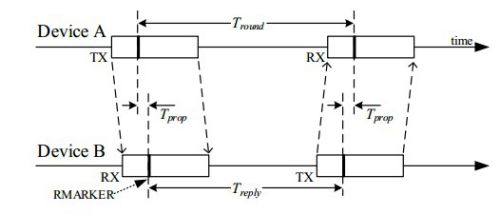 Device A
T_round
time
TX
RX
T_prop
T_prop
Device B
RX
TX
RMARKER
T_reply